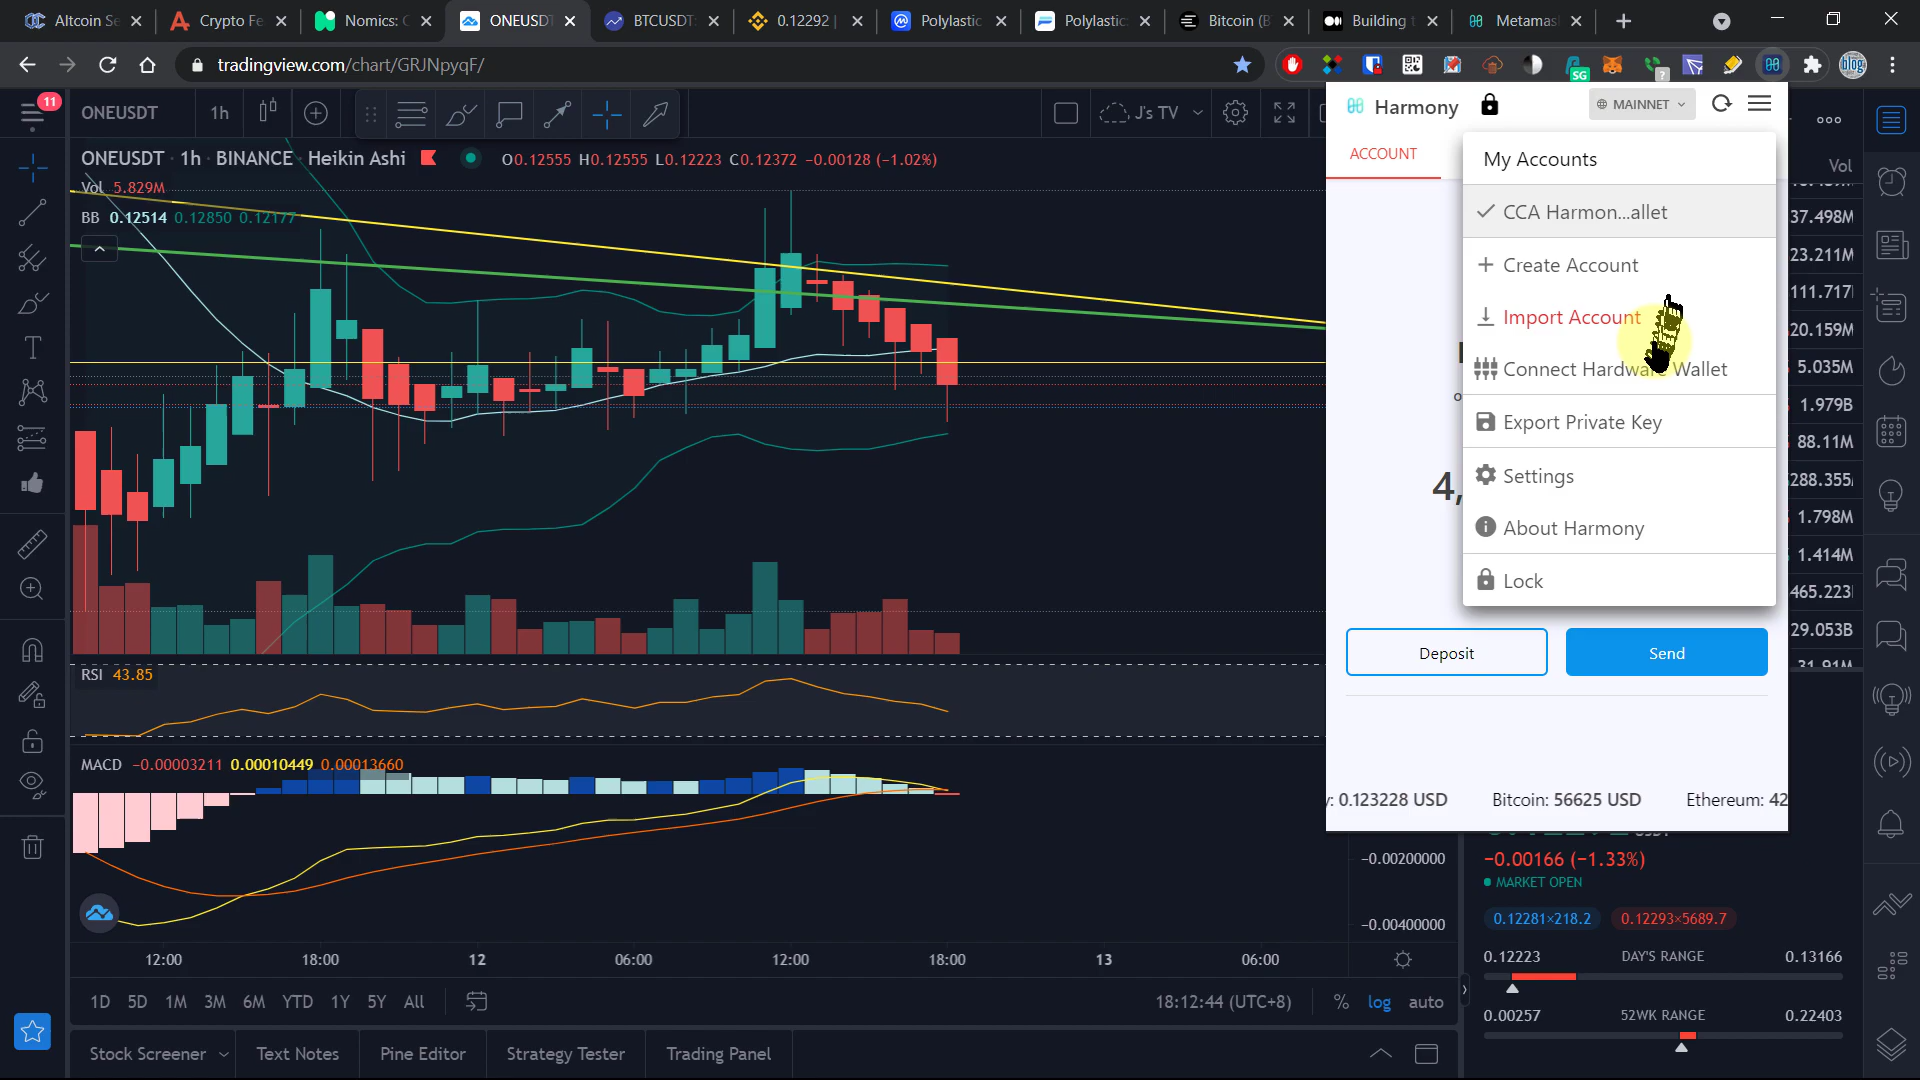 Altcoin Se
Crypto Fe
Nomics: C
ONEUSDT
BTCUSDT
0.12292 |
Polylastic
Polylastic
Bitcoin (B
Building t
Metamas
tradingview.com/chart/GRJNpyqF/
SG
?
blog
11
ONEUSDT
1h
J's TV
ONEUSDT · 1h · BINANCE · Heikin Ashi
O0.12555 H0.12555 L0.12223 C0.12372 -0.00128 (-1.02%)
Vol 5.829M
BB 0.12514 0.12850 0.12177
RSI 43.85
MACD -0.00003211 0.00010449 0.00013660
-0.00200000
-0.00400000
12:00
18:00
12
06:00
12:00
18:00
13
06:00
1D 5D 1M 3M 6M YTD 1Y 5Y All
18:12:44 (UTC+8)
% log auto
Stock Screener
Text Notes
Pine Editor
Strategy Tester
Trading Panel
Harmony
MAINNET
ACCOUNT
My Accounts
CCA Harmon...allet
Create Account
Import Account
Connect Hardware Wallet
Export Private Key
Settings
About Harmony
Lock
4,
Deposit
Send
y: 0.123228 USD
Bitcoin: 56625 USD
Ethereum: 42
Vol
37.498M
23.211M
111.717
20.159M
5.035M
1.979B
88.11M
288.355
1.798M
1.414M
465.223
29.053B
31.91M
-0.00166 (-1.33%)
MARKET OPEN
0.12281×218.2
0.12293×5689.7
0.12223 DAY'S RANGE 0.13166
0.00257 52WK RANGE 0.22403